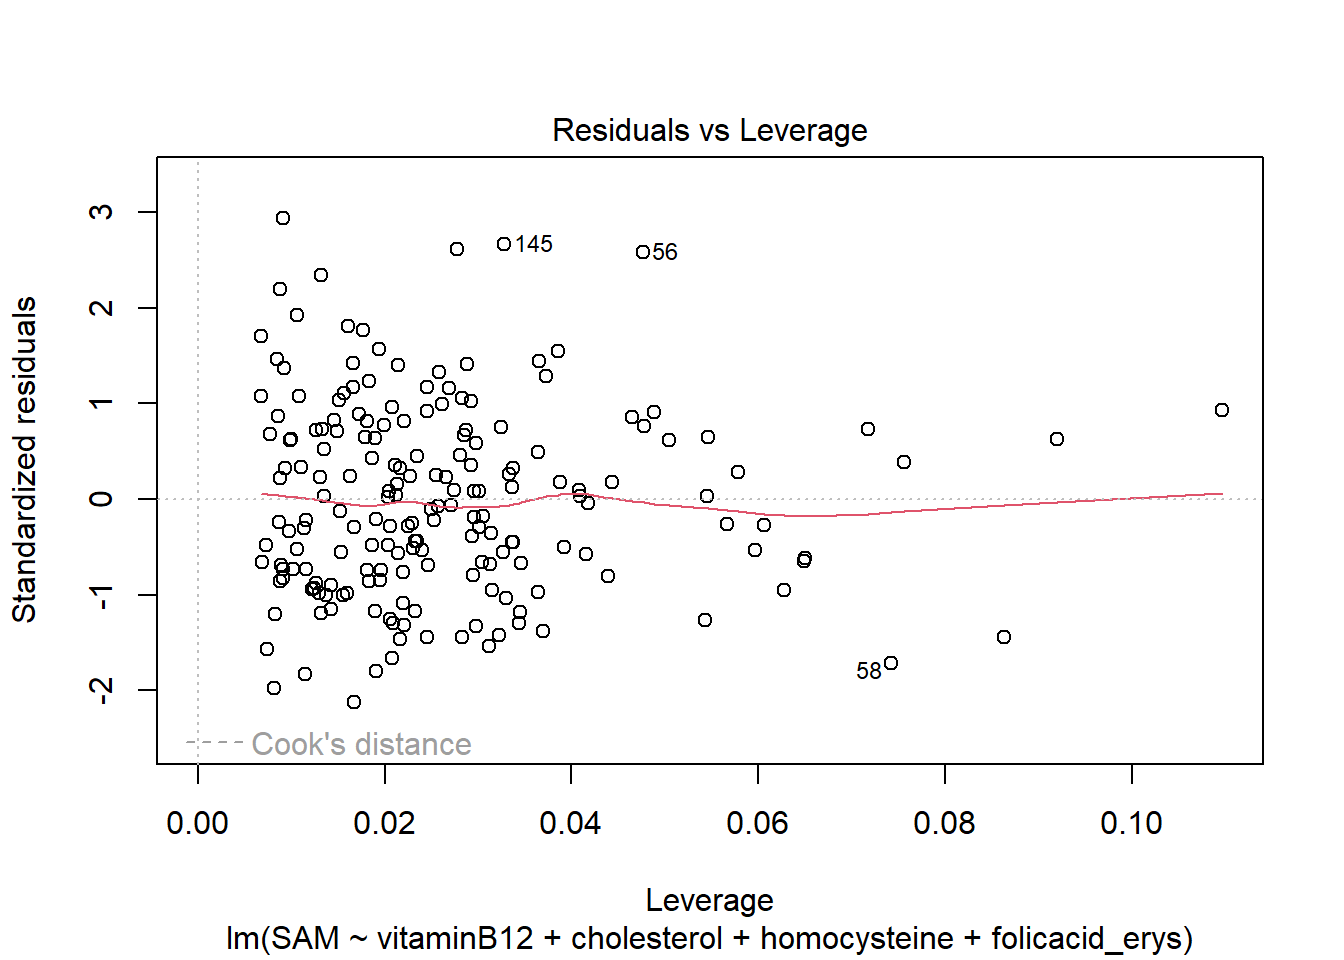 Residuals vs Leverage
Standardized residuals
3
2
1
0
-1
-2
145
56
58
Cook's distance
0.00 0.02 0.04 0.06 0.08 0.10
Leverage
lm(SAM ~ vitaminB12 + cholesterol + homocysteine + folicacid_erys)